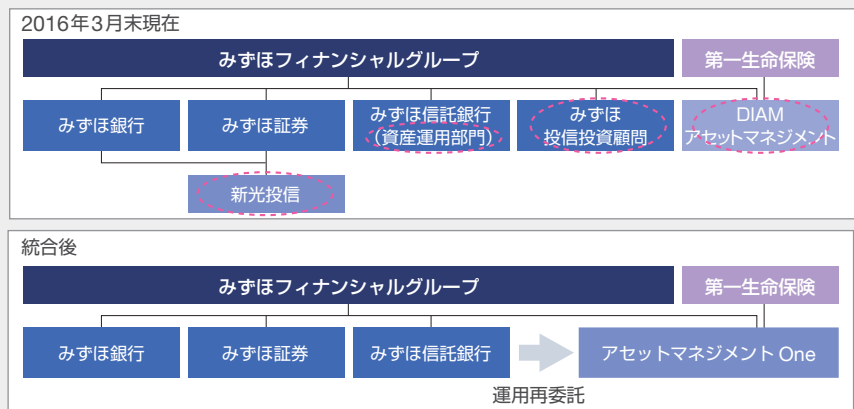 2016年3月末現在
みずほフィナンシャルグループ
第一生命保険
みずほ銀行
みずほ証券
みずほ信託銀行
(資産運用部門)
みずほ
投信投資顧問
DIAM
アセットマネジメント
新光投信
統合後
みずほフィナンシャルグループ
第一生命保険
みずほ銀行
みずほ証券
みずほ信託銀行
アセットマネジメント One
運用再委託